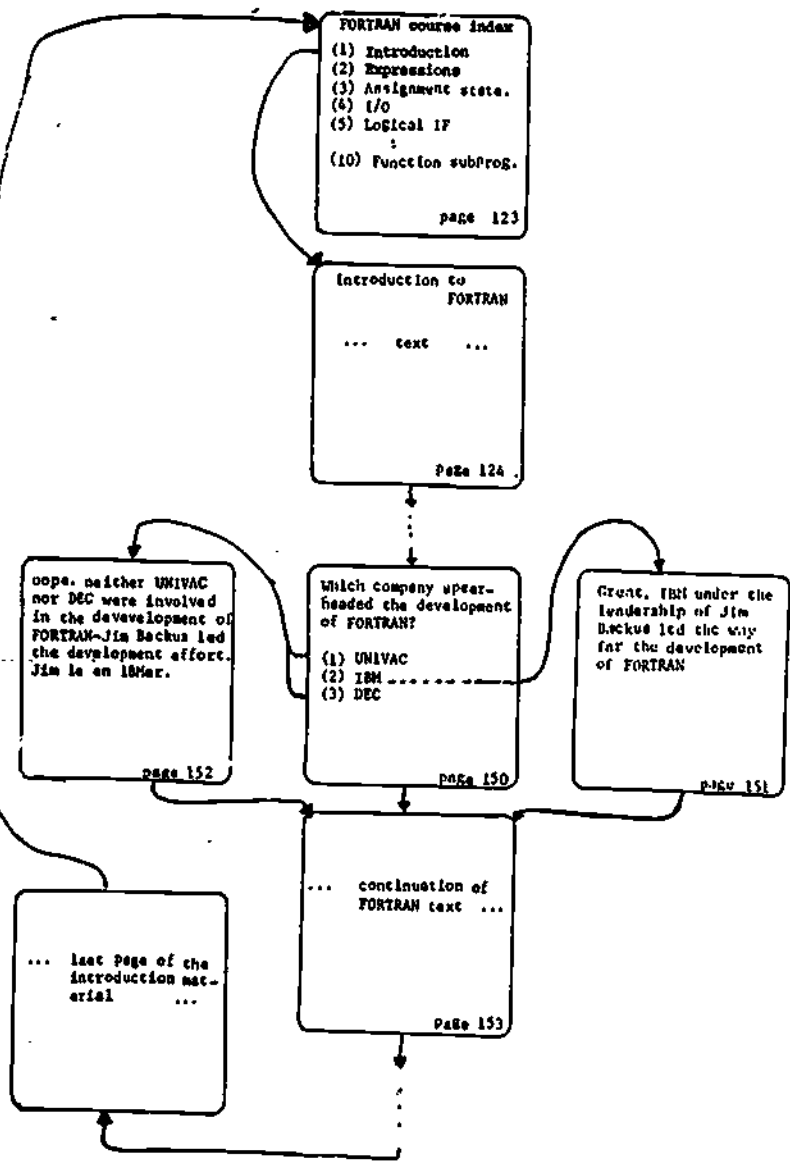 FORTRAN course index
(1) Introduction
(2) Expressions
(3) Assignment state.
(4) I/O
(5) Logical IF
:
(10) Function subprog.
page 123
Introduction to
FORTRAN
... text ...
Page 124
oops, neither UNIVAC
nor DEC were involved
in the devevelopment of
FORTRAN-Jim Backus led
the development effort.
Jim is an IBMer.
page 152
Which company spear-
headed the development
of FORTRAN?
(1) UNIVAC
(2) IBM
(3) DEC
page 150
Great, IBM under the
leadership of Jim
Backus led the way
for the development
of FORTRAN
page 151
... continuation of
FORTRAN text ...
Page 153
... last page of the
introduction mat-
erial ...